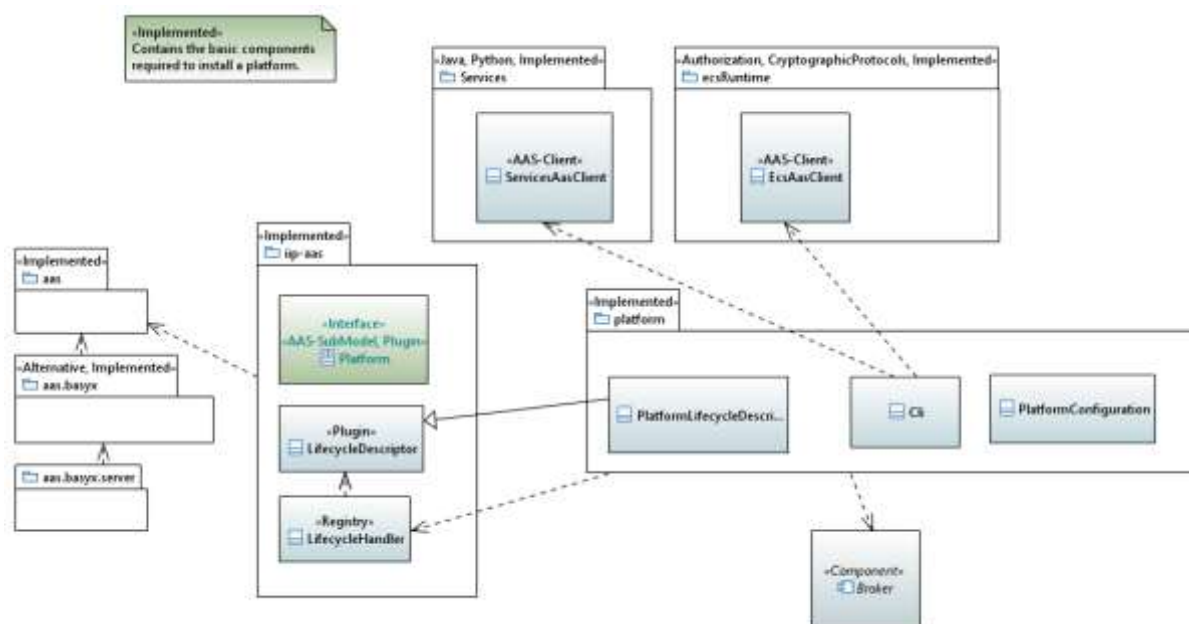 «Implemented»
Contains the basic components
required to install a platform.
«Java, Python, Implemented»
Services
«AAS-Client»
ServicesAasClient
«Authorization, CryptographicProtocols, Implemented»
ecsRuntime
«AAS-Client»
EcsAasClient
«Implemented»
aas
«Alternative, Implemented»
aas.basyx
aas.basyx.server
«Implemented»
iip-aas
«Interface»
«AAS-SubModel, Plugin»
Platform
«Plugin»
LifecycleDescriptor
«Registry»
LifecycleHandler
«Implemented»
platform
PlatformLifecycleDescri...
Cli
PlatformConfiguration
«Component»
Broker